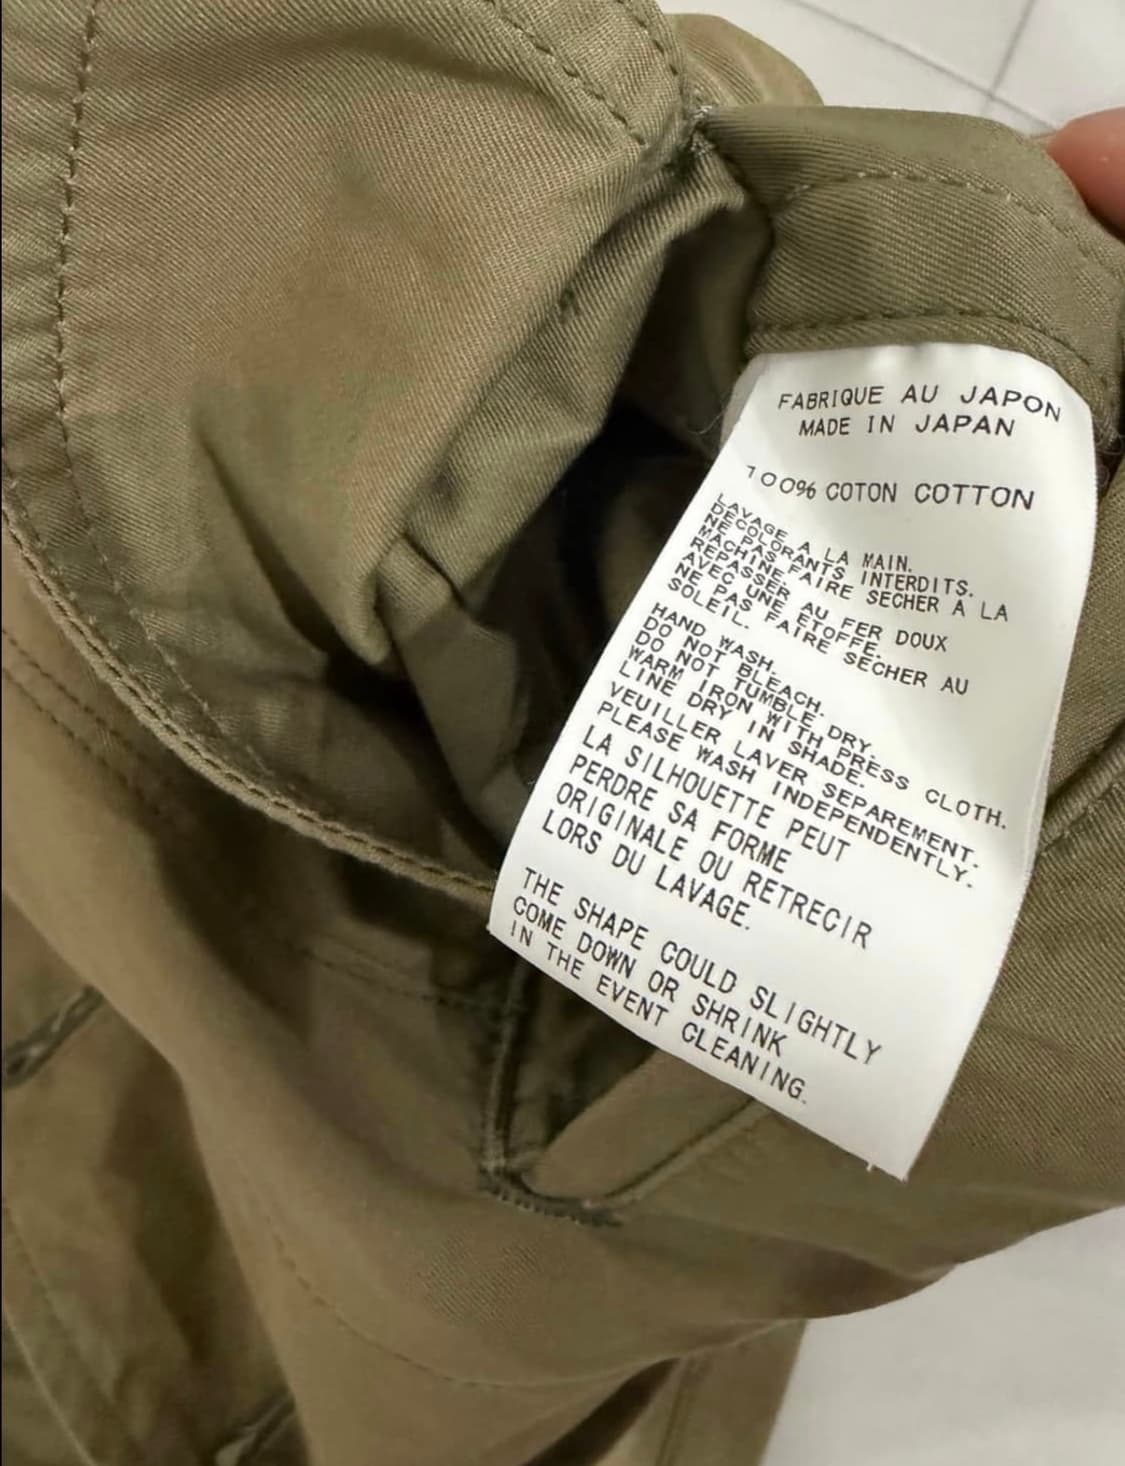 FABRIQUE AU JAPON
MADE IN JAPAN
100% COTON COTTON
LAVAGE A LA MAIN.
DECOLORANTS INTERDITS.
NE PAS FAIRE SECHER A LA
MACHINE.
REPASSER AU FER DOUX
AVEC UNE ETOFFE.
NE PAS FAIRE SECHER AU
SOLEIL.
HAND WASH.
DO NOT BLEACH.
DO NOT TUMBLE DRY.
WARM IRON WITH PRESS CLOTH.
LINE DRY IN SHADE.
VEUILLER LAVER SEPAREMENT.
PLEASE WASH INDEPENDENTLY.
LA SILHOUETTE PEUT
PERDRE SA FORME
ORIGINALE OU RETRECIR
LORS DU LAVAGE.
THE SHAPE COULD SLIGHTLY
COME DOWN OR SHRINK
IN THE EVENT CLEANING.